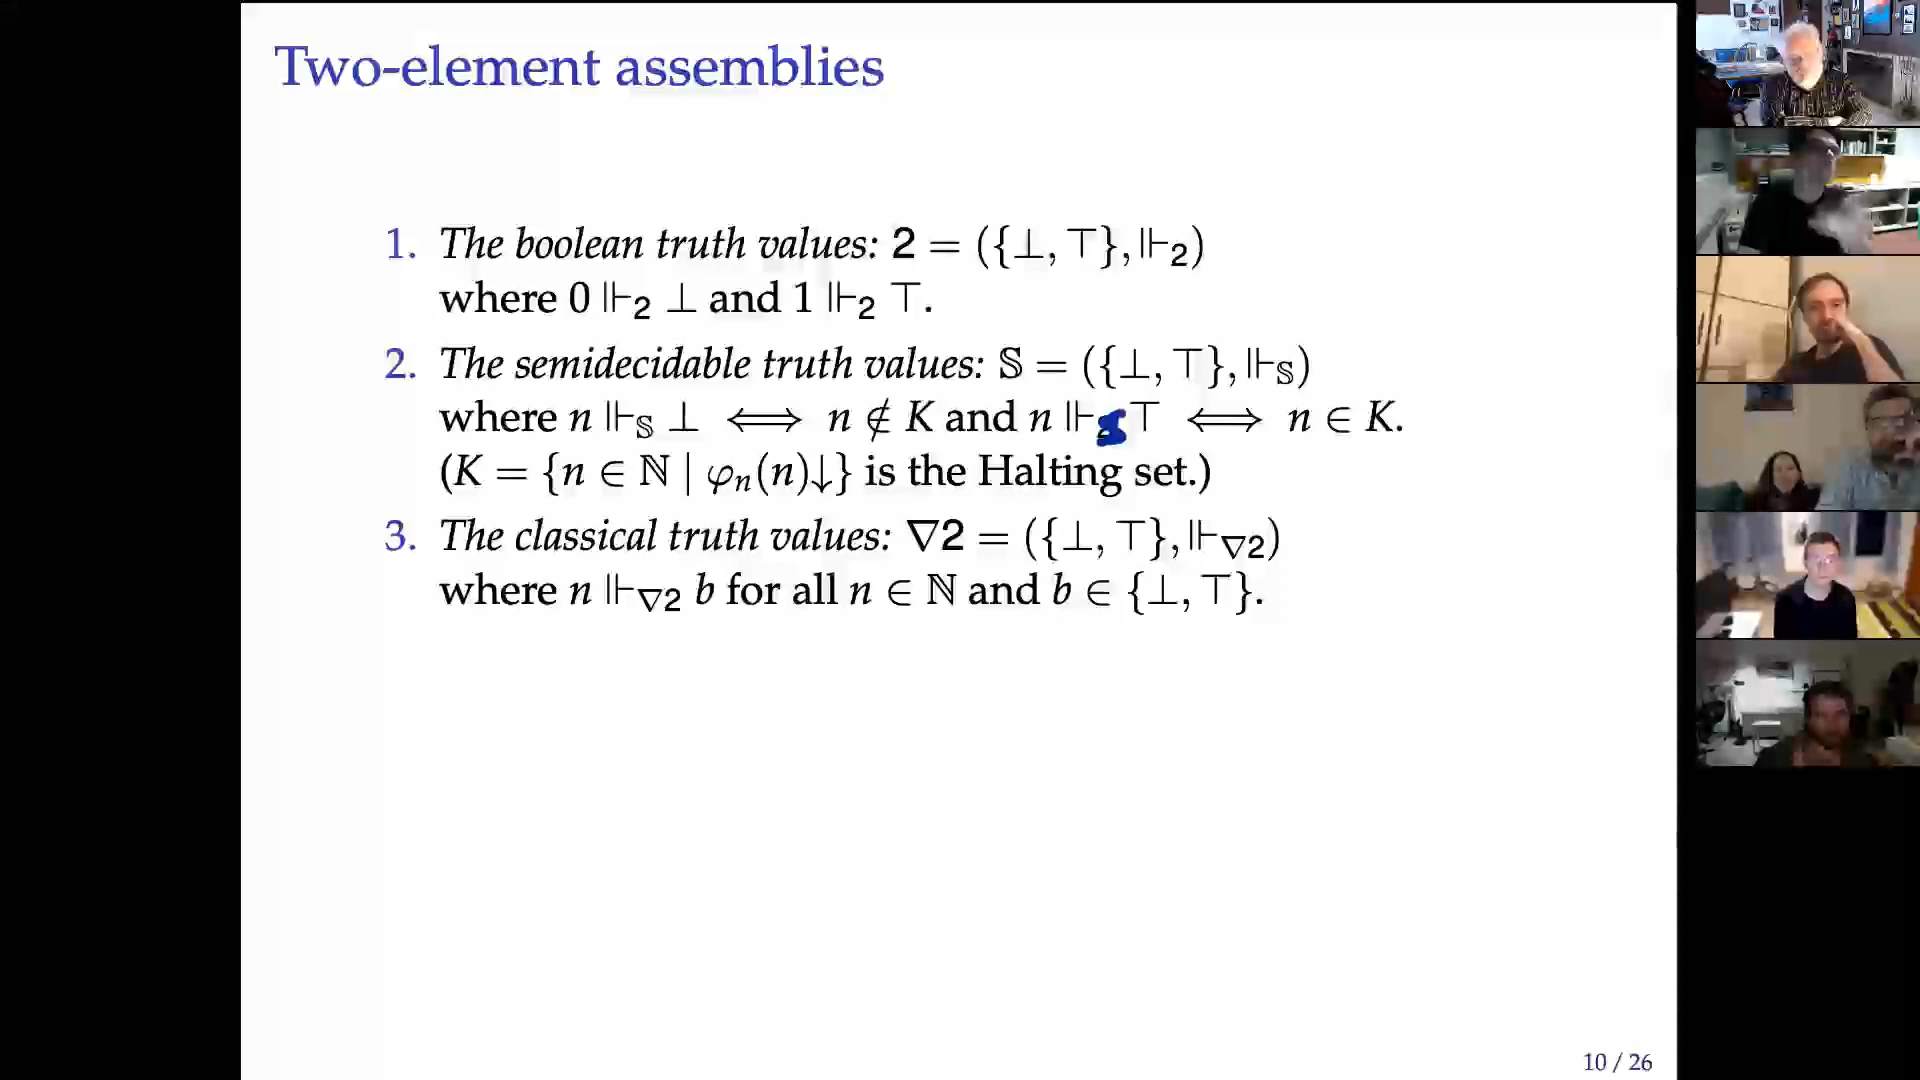 Two-element assemblies
1. The boolean truth values: 2 = ({⊥, ⊤}, ⊩₂)
where 0 ⊩₂ ⊥ and 1 ⊩₂ ⊤.
2. The semidecidable truth values: 𝕊 = ({⊥, ⊤}, ⊩𝕊)
where n ⊩𝕊 ⊥ ⟺ n ∉ K and n ⊩ₛ ⊤ ⟺ n ∈ K.
(K = {n ∈ ℕ | φₙ(n)↓} is the Halting set.)
3. The classical truth values: ∇2 = ({⊥, ⊤}, ⊩∇₂)
where n ⊩∇₂ b for all n ∈ ℕ and b ∈ {⊥, ⊤}.
10 / 26